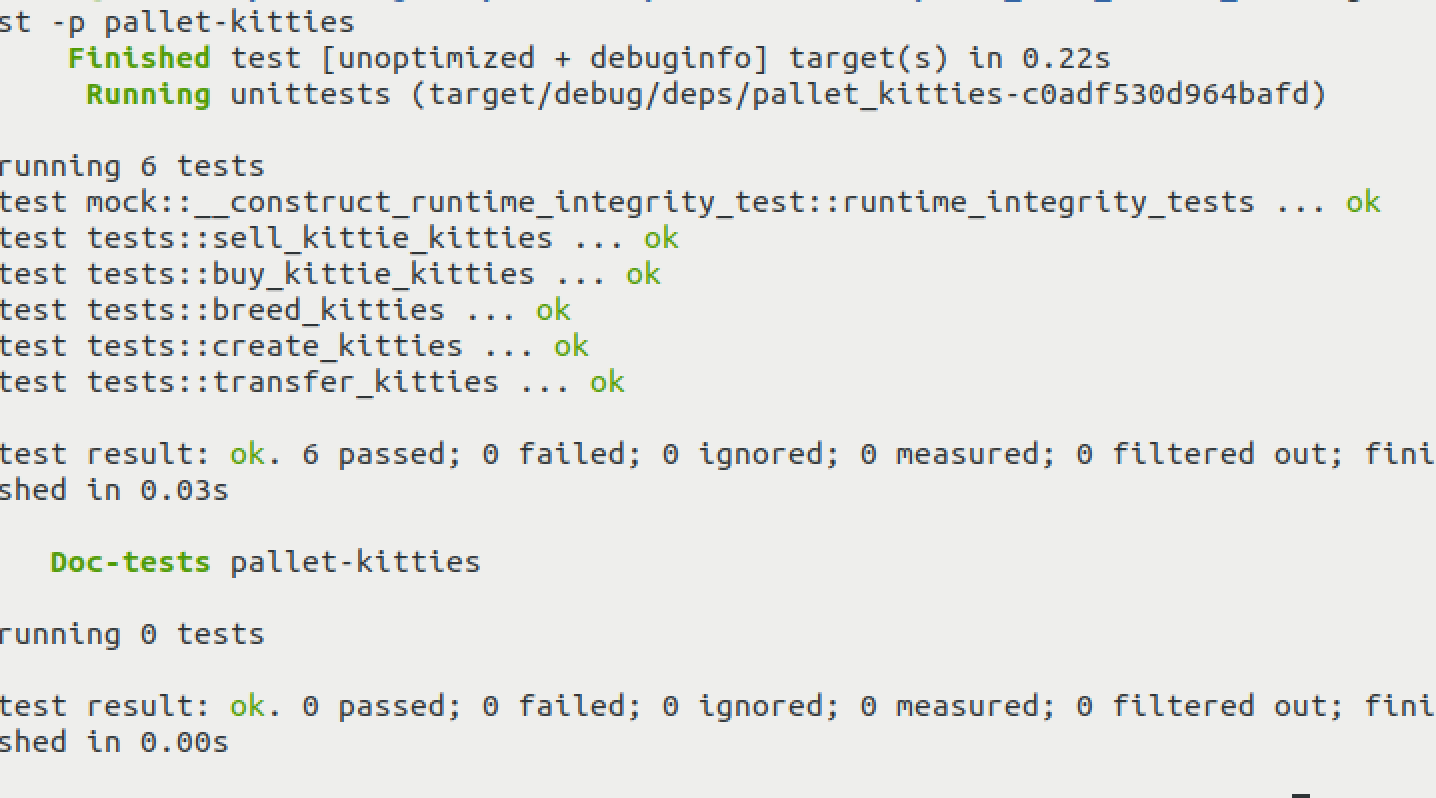 st -p pallet-kitties
Finished test [unoptimized + debuginfo] target(s) in 0.22s
Running unittests (target/debug/deps/pallet_kitties-c0adf530d964bafd)
running 6 tests
test mock::__construct_runtime_integrity_test::runtime_integrity_tests ... ok
test tests::sell_kittie_kitties ... ok
test tests::buy_kittie_kitties ... ok
test tests::breed_kitties ... ok
test tests::create_kitties ... ok
test tests::transfer_kitties ... ok
test result: ok. 6 passed; 0 failed; 0 ignored; 0 measured; 0 filtered out; fini
shed in 0.03s
Doc-tests pallet-kitties
running 0 tests
test result: ok. 0 passed; 0 failed; 0 ignored; 0 measured; 0 filtered out; fini
shed in 0.00s